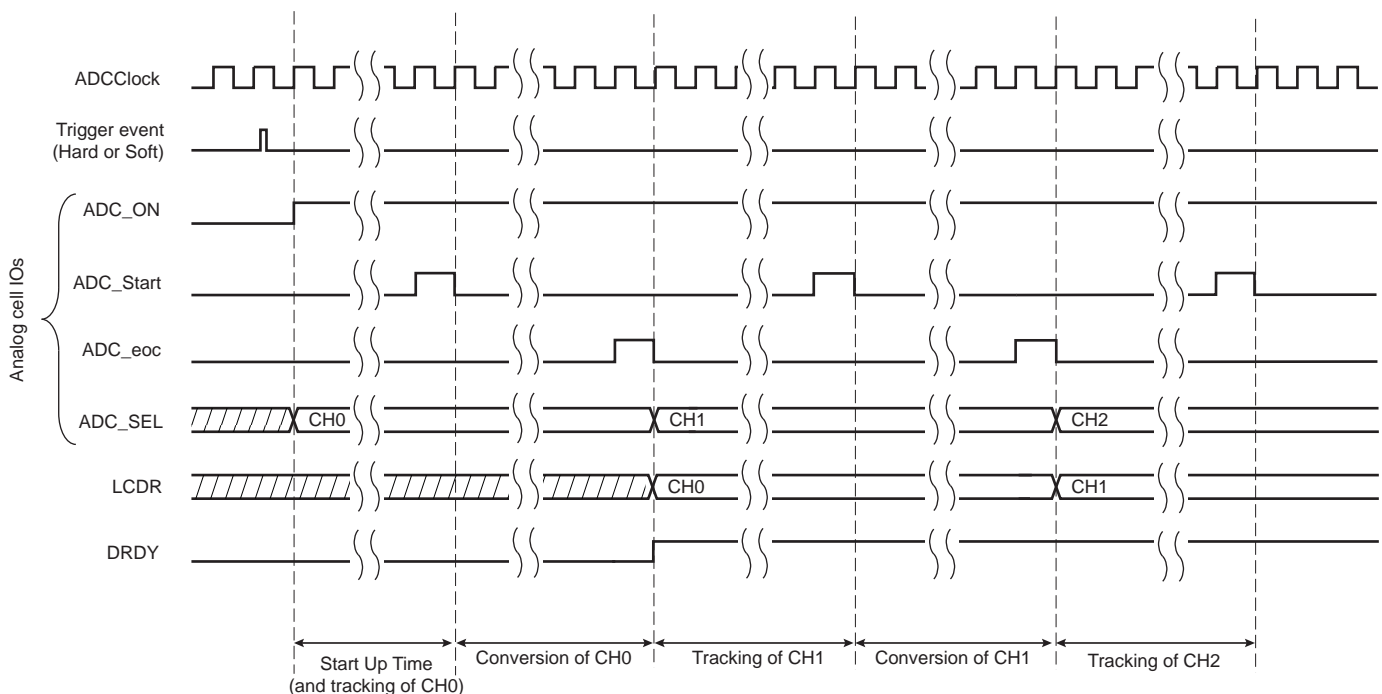 ADCClock
Trigger event
(Hard or Soft)
Analog cell IOs
ADC_ON
ADC_Start
ADC_eoc
ADC_SEL
CH0
CH1
CH2
LCDR
CH0
CH1
DRDY
Start Up Time
(and tracking of CH0)
Conversion of CH0
Tracking of CH1
Conversion of CH1
Tracking of CH2